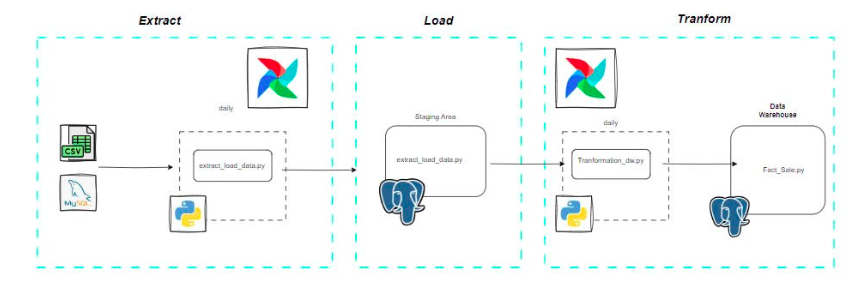 Extract
Load
Tranform
daily
CSV
MySQL
extract_load_data.py
Staging Area
extract_load_data.py
daily
Tranformation_dw.py
Data
Warehouse
Fact_Sale.py